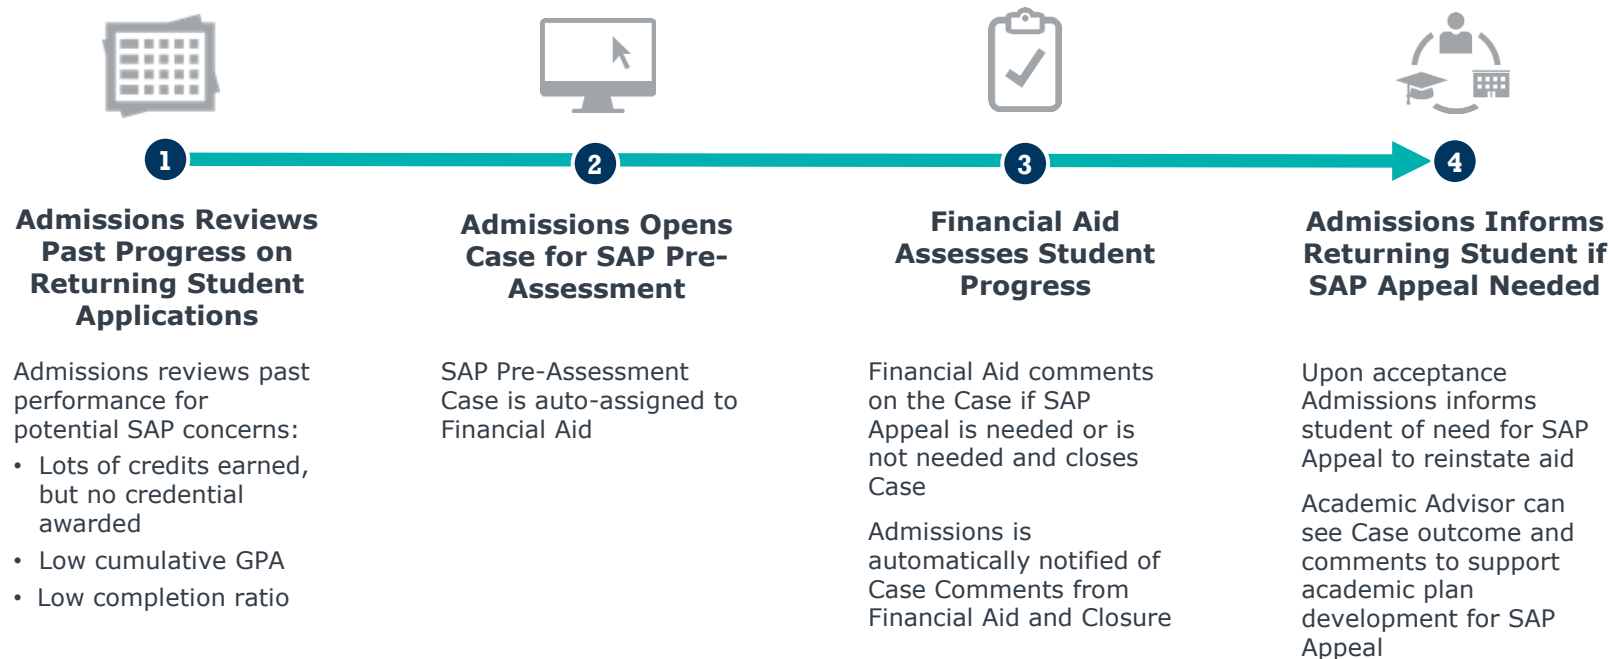 1
Admissions Reviews
Past Progress on
Returning Student
Applications
Admissions reviews past
performance for
potential SAP concerns:
• Lots of credits earned,
but no credential
awarded
• Low cumulative GPA
• Low completion ratio
2
Admissions Opens
Case for SAP Pre-
Assessment
SAP Pre-Assessment
Case is auto-assigned to
Financial Aid
3
Financial Aid
Assesses Student
Progress
Financial Aid comments
on the Case if SAP
Appeal is needed or is
not needed and closes
Case
Admissions is
automatically notified of
Case Comments from
Financial Aid and Closure
4
Admissions Informs
Returning Student if
SAP Appeal Needed
Upon acceptance
Admissions informs
student of need for SAP
Appeal to reinstate aid
Academic Advisor can
see Case outcome and
comments to support
academic plan
development for SAP
Appeal